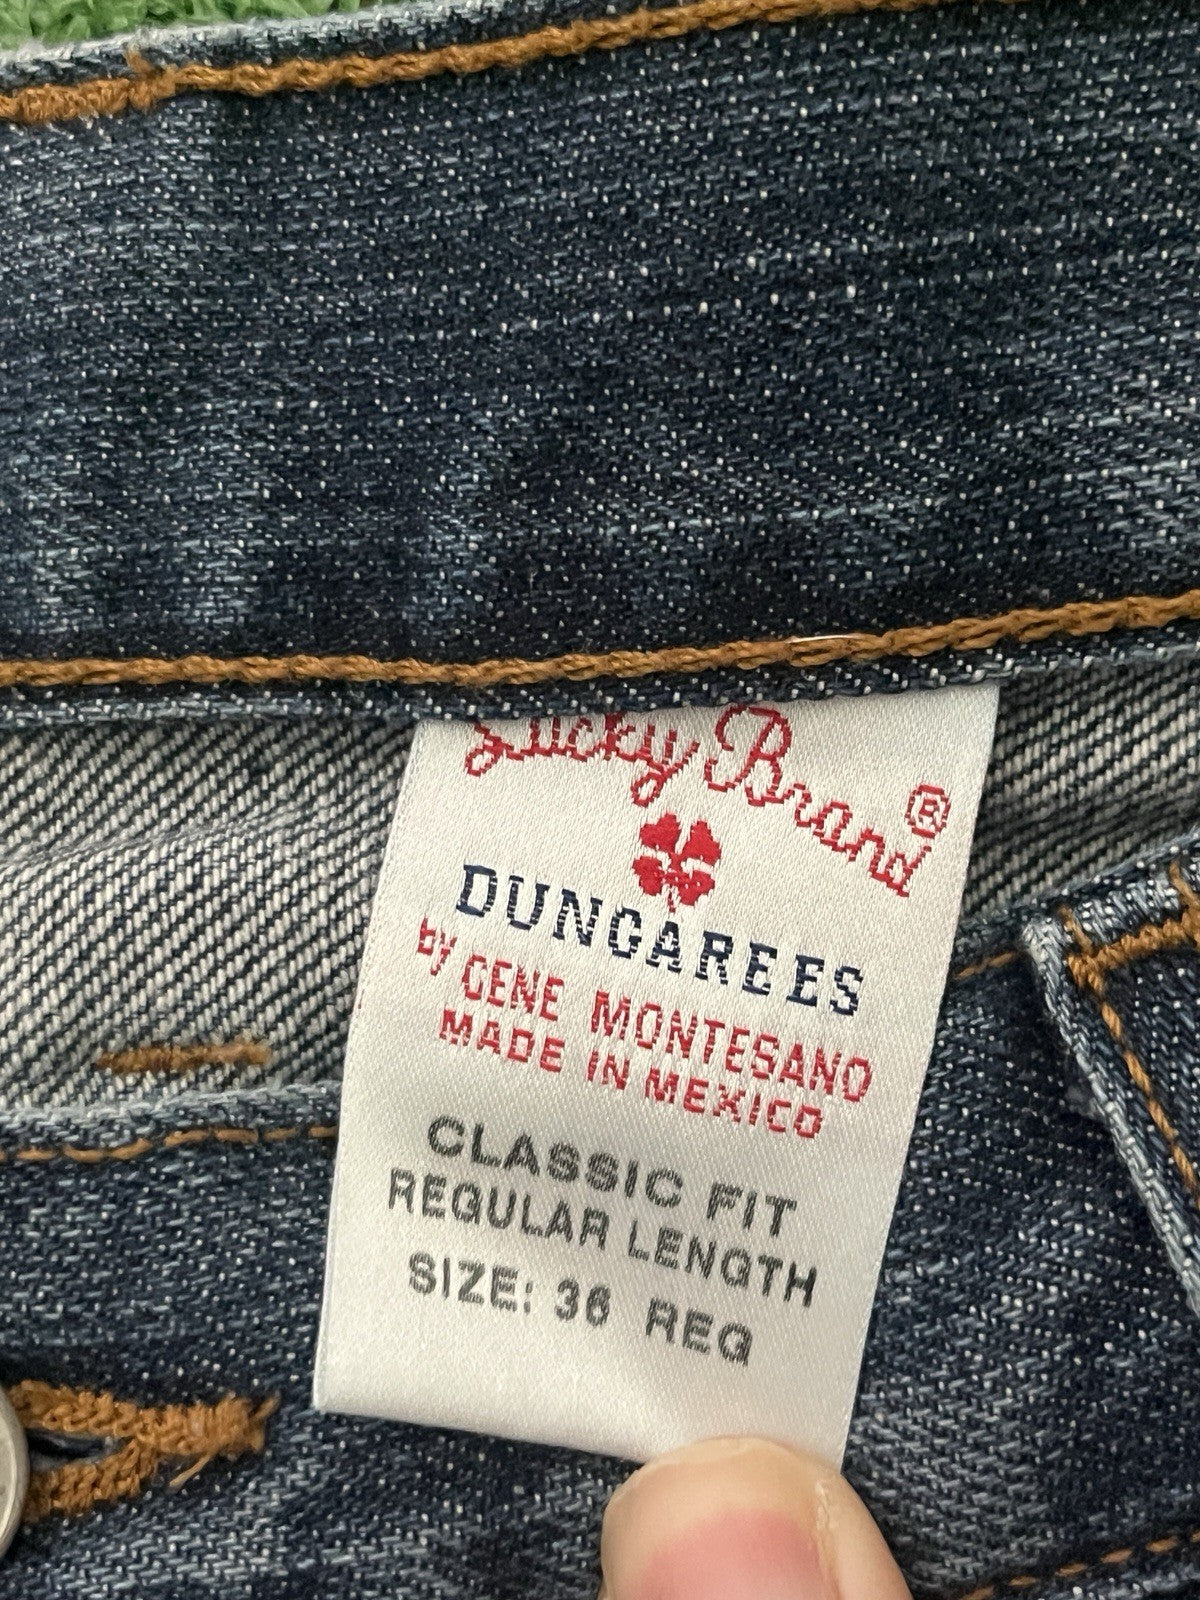 Lucky Brand®
DUNGAREES
by GENE MONTESANO
MADE IN MEXICO
CLASSIC FIT
REGULAR LENGTH
SIZE: 36 REG